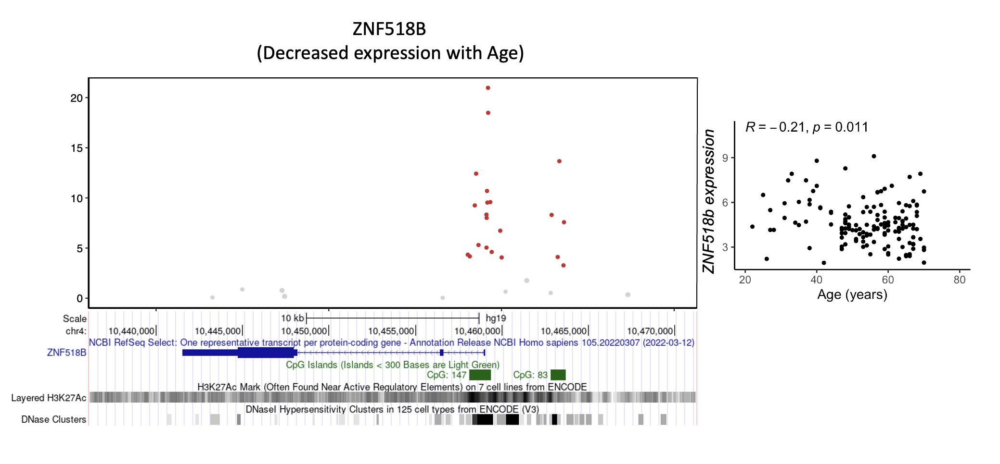 ZNF518B
(Decreased expression with Age)
20
15
10
5
0
Scale
10 kb
hg19
chr4:
10,440,000
10,445,000
10,450,000
10,455,000
10,460,000
10,465,000
10,470,000
NCBI RefSeq Select: One representative transcript per protein-coding gene - Annotation Release NCBI Homo sapiens 105.20220307 (2022-03-12)
ZNF518B
CpG Islands (Islands < 300 Bases are Light Green)
CpG: 147
CpG: 83
H3K27Ac Mark (Often Found Near Active Regulatory Elements) on 7 cell lines from ENCODE
Layered H3K27Ac
DNaseI Hypersensitivity Clusters in 125 cell types from ENCODE (V3)
DNase Clusters
R = −0.21, p = 0.011
ZNF518b expression
9
6
3
20
40
60
80
Age (years)